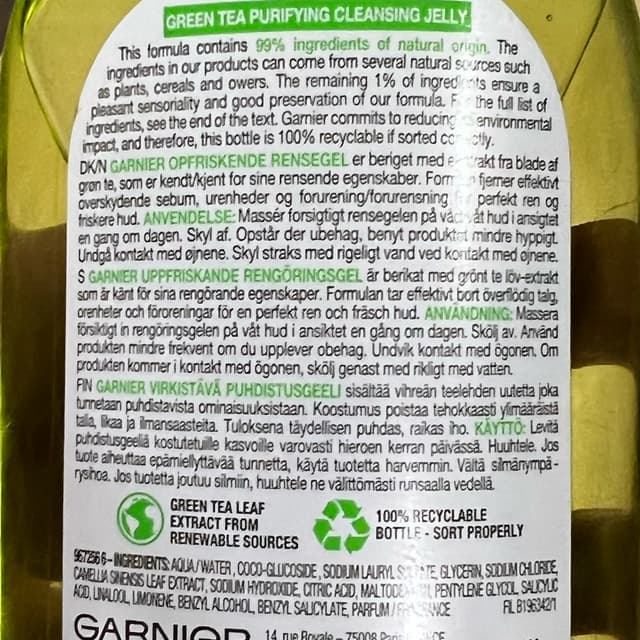 GREEN TEA PURIFYING CLEANSING JELLY
This formula contains 99% ingredients of natural origin. The
ingredients in our products can come from several natural sources such
as plants, cereals and owers. The remaining 1% of ingredients ensure a
pleasant sensoriality and good preservation of our formula. For the full list of
ingredients, see the end of the text. Garnier commits to reducing environmental
impact, and therefore, this bottle is 100% recyclable if sorted correctly.
DK/N GARNIER OPFRISKENDE RENSEGEL er beriget med ekstrakt fra blade af
grøn te, som er kendt/kjent for sine rensende egenskaber. Formlen fjerner effektivt
overskydende sebum, urenheder og forurening/forurensning for perfekt ren og
friskere hud. ANVENDELSE: Massér forsigtigt rensegelen på våd/våt hud i ansigtet
en gang om dagen. Skyl af. Opstår der ubehag, benyt produktet mindre hyppigt.
Undgå kontakt med øjnene. Skyl straks med rigeligt vand ved kontakt med øjnene.
S GARNIER UPPFRISKANDE RENGÖRINGSGEL är berikat med grönt te löv-extrakt
som är känt för sina rengörande egenskaper. Formulan tar effektivt bort överflödig talg,
orenheter och föroreningar för en perfekt ren och fräsch hud. ANVÄNDNING: Massera
försiktigt in rengöringsgelen på våt hud i ansiktet en gång om dagen. Skölj av. Använd
produkten mindre frekvent om du upplever obehag. Undvik kontakt med ögonen. Om
produkten kommer i kontakt med ögonen, skölj genast med rikligt med vatten.
FIN GARNIER VIRKISTÄVÄ PUHDISTUSGEELI sisältää vihreän teelehden uutetta joka
tunnetaan puhdistavista ominaisuuksistaan. Koostumus poistaa tehokkaasti ylimääräistä
talia, likaa ja ilmansaasteita. Tuloksena täydellisen puhdas, raikas iho. KÄYTTÖ: Levitä
puhdistusgeeliä kostutetuille kasvoille varovasti hieroen kerran päivässä. Huuhtele. Jos
tuote aiheuttaa epämiellyttävää tunnetta, käytä tuotetta harvemmin. Vältä silmänympä-
rysihoa. Jos tuotetta joutuu silmiin, huuhtele ne välittömästi runsaalla vedellä.
GREEN TEA LEAF
EXTRACT FROM
RENEWABLE SOURCES
100% RECYCLABLE
BOTTLE - SORT PROPERLY
967256 6 - INGREDIENTS: AQUA / WATER, COCO-GLUCOSIDE, SODIUM LAURYL SULFATE, GLYCERIN, SODIUM CHLORIDE,
CAMELLIA SINENSIS LEAF EXTRACT, SODIUM HYDROXIDE, CITRIC ACID, MALTODEXTRIN, PENTYLENE GLYCOL, SALICYLIC
ACID, LINALOOL, LIMONENE, BENZYL ALCOHOL, BENZYL SALICYLATE, PARFUM / FRAGRANCE FIL B196342/1
GARNIER 14, rue Royale - 75008 Paris